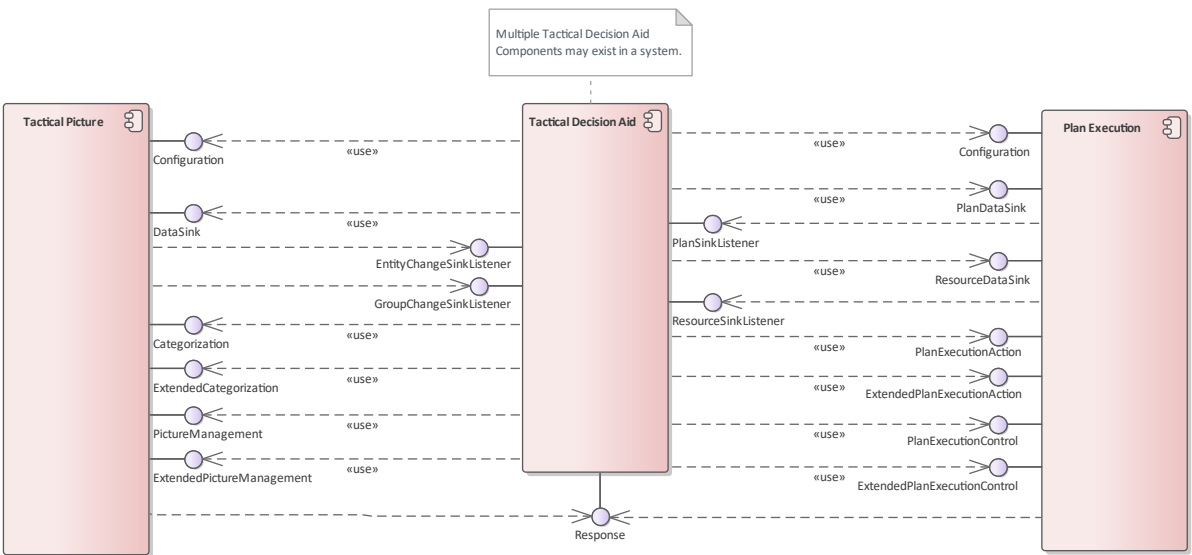 Multiple Tactical Decision Aid
Components may exist in a system.
Tactical Picture
Tactical Decision Aid
Plan Execution
Configuration
«use»
DataSink
«use»
EntityChangeSinkListener
GroupChangeSinkListener
Categorization
«use»
ExtendedCategorization
«use»
PictureManagement
«use»
ExtendedPictureManagement
«use»
«use»
Configuration
«use»
PlanDataSink
PlanSinkListener
«use»
ResourceDataSink
ResourceSinkListener
«use»
PlanExecutionAction
«use»
ExtendedPlanExecutionAction
«use»
PlanExecutionControl
«use»
ExtendedPlanExecutionControl
Response